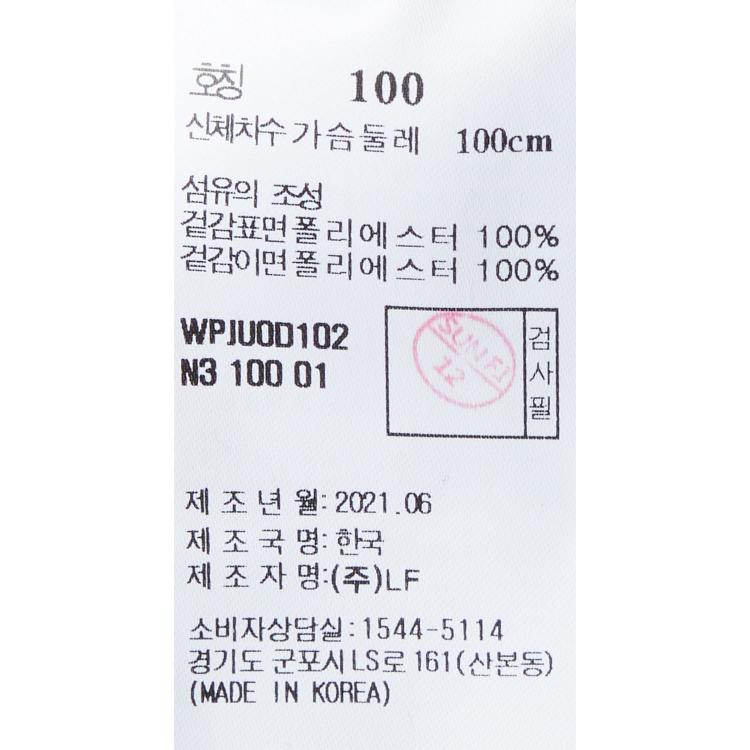 호칭 100
신체치수 가슴둘레 100cm
섬유의 조성
겉감표면 폴리에스터 100%
겉감이면 폴리에스터 100%
WPJU0D102
N3 100 01
SUNFI
12
검사필
제조년월: 2021.06
제조국명: 한국
제조자명:(주)LF
소비자상담실: 1544-5114
경기도 군포시 LS로 161(산본동)
(MADE IN KOREA)